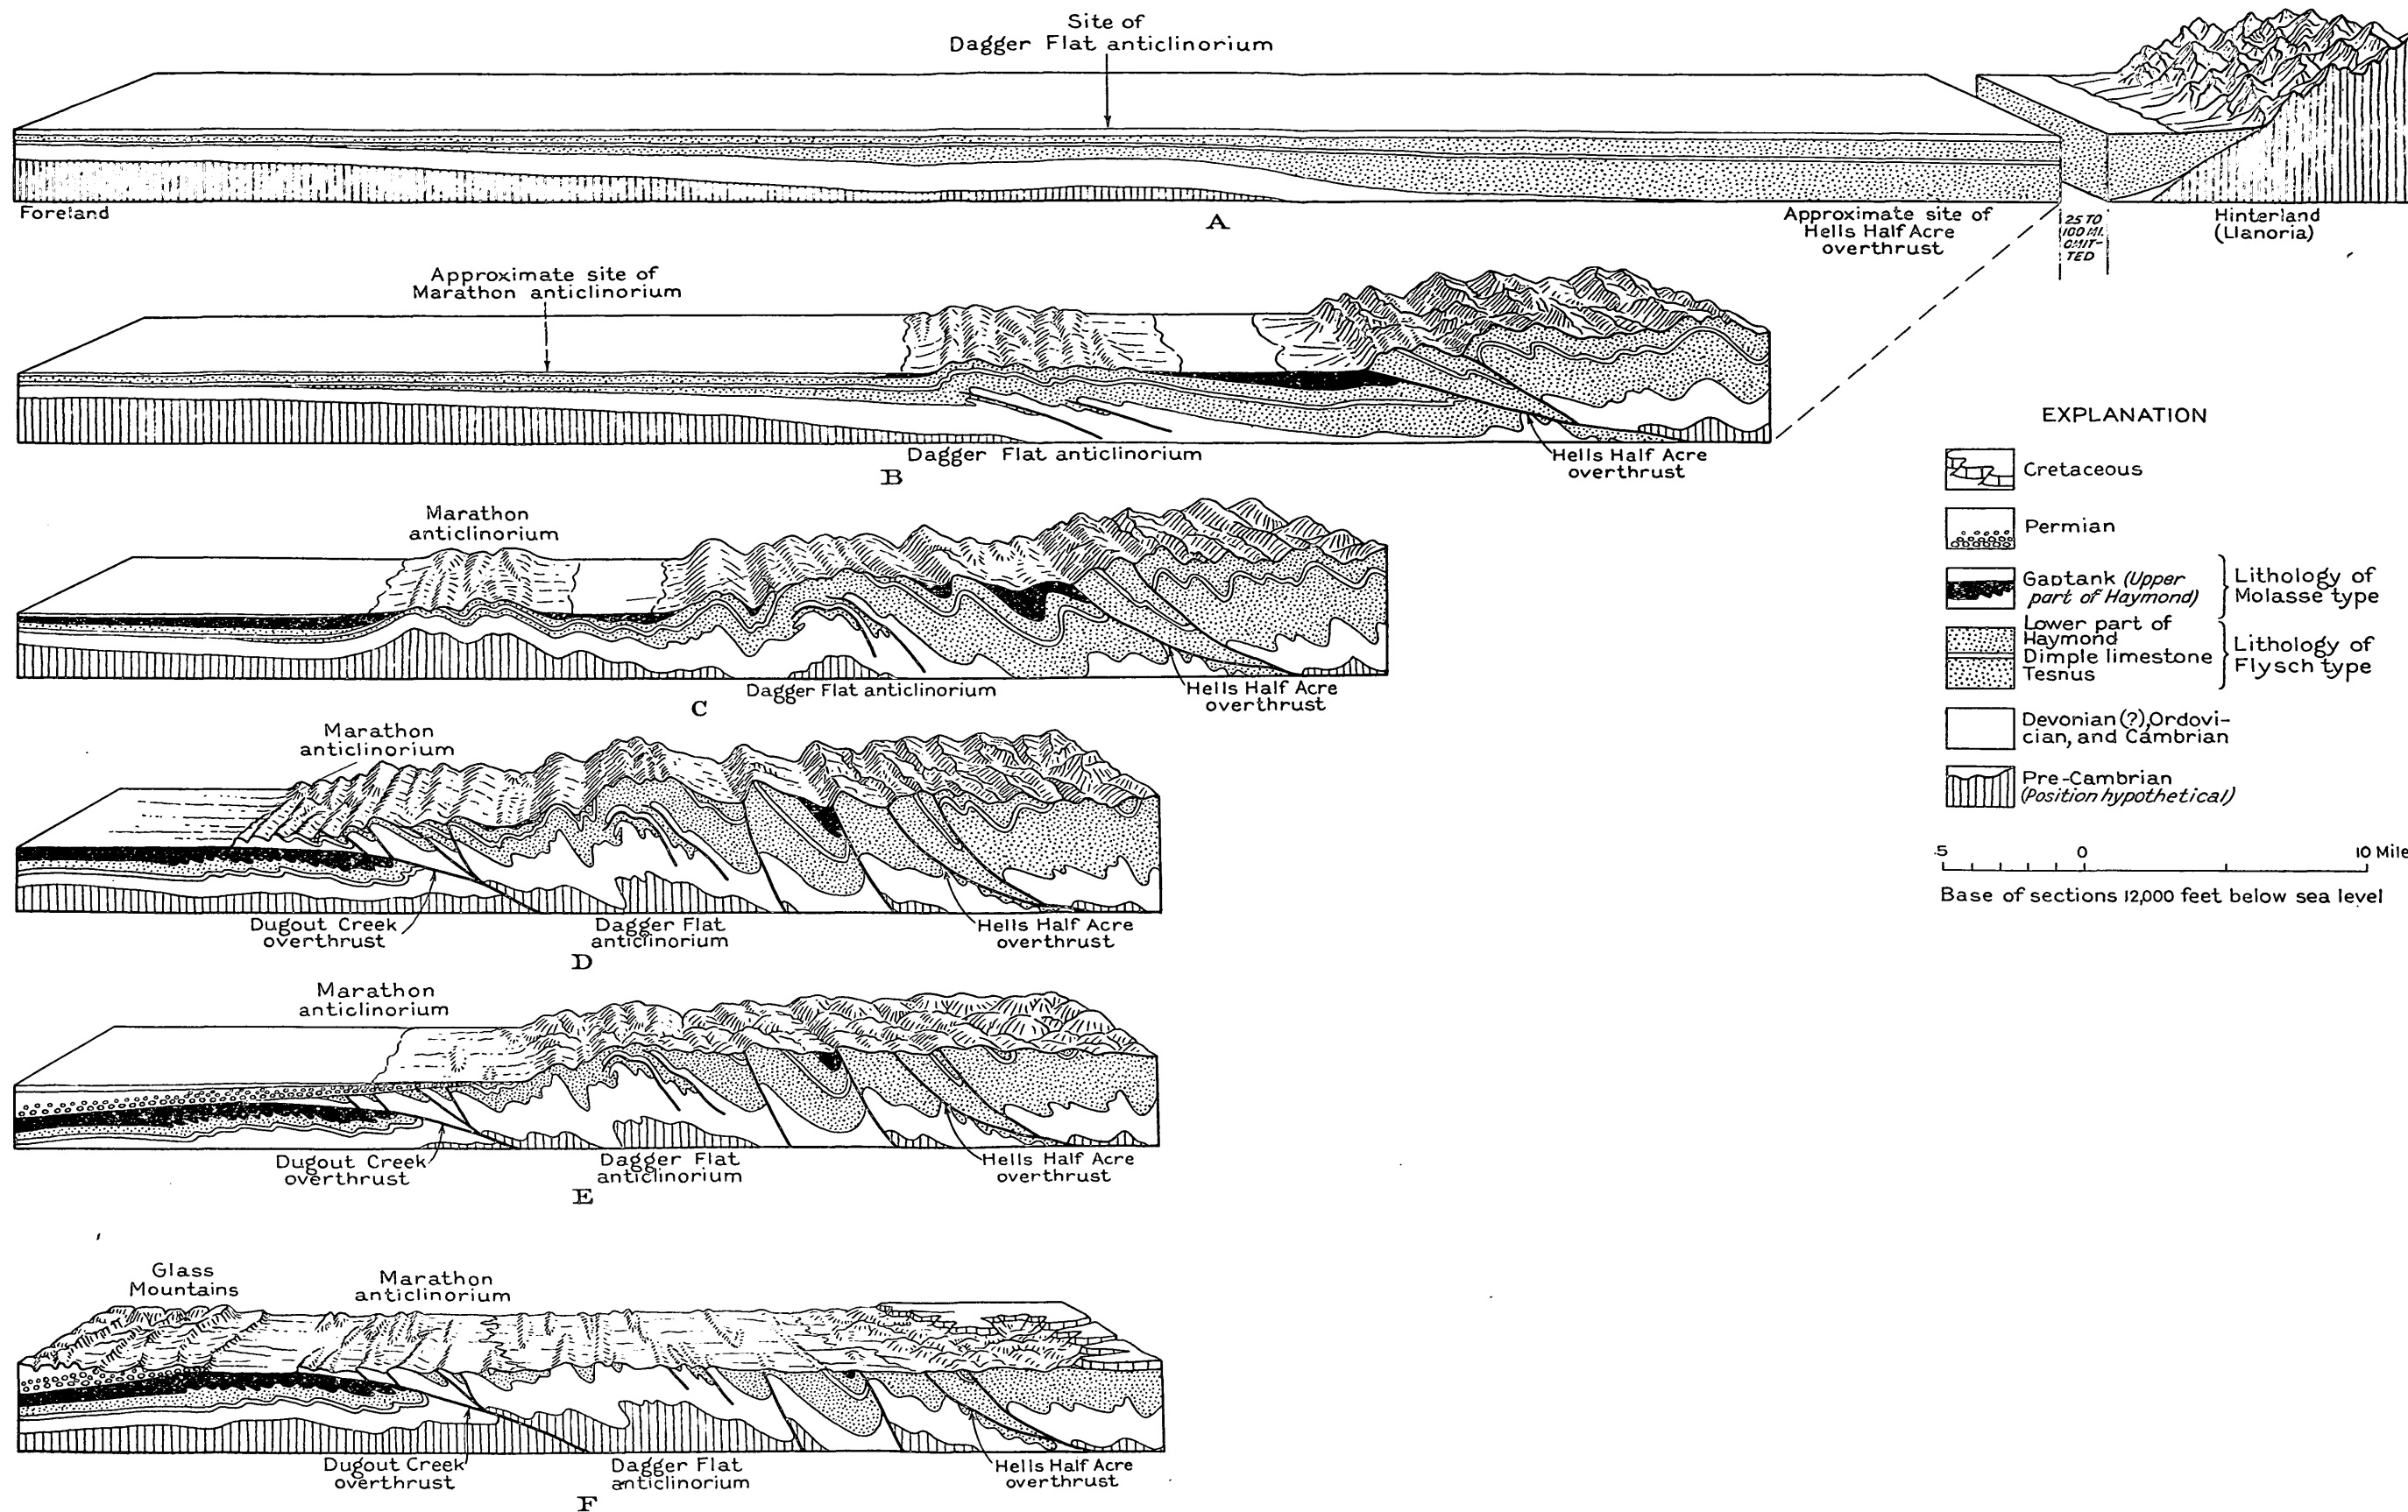 Site of
Dagger Flat anticlinorium
Foreland
A
Approximate site of
Hells Half Acre
overthrust
25 TO
100 MI.
OMIT-
TED
Hinterland
(Llanoria)
Approximate site of
Marathon anticlinorium
Dagger Flat anticlinorium
B
Hells Half Acre
overthrust
Marathon
anticlinorium
Dagger Flat anticlinorium
C
Hells Half Acre
overthrust
Marathon
anticlinorium
Dugout Creek
overthrust
Dagger Flat
anticlinorium
D
Hells Half Acre
overthrust
Marathon
anticlinorium
Dugout Creek
overthrust
Dagger Flat
anticlinorium
E
Hells Half Acre
overthrust
Glass
Mountains
Marathon
anticlinorium
Dugout Creek
overthrust
Dagger Flat
anticlinorium
F
Hells Half Acre
overthrust
EXPLANATION
Cretaceous
Permian
Gaptank (Upper
part of Haymond)
Lithology of
Molasse type
Lower part of
Haymond
Dimple limestone
Tesnus
Lithology of
Flysch type
Devonian (?), Ordovi-
cian, and Cambrian
Pre-Cambrian
(Position hypothetical)
5 0 10 Mile
Base of sections 12,000 feet below sea level